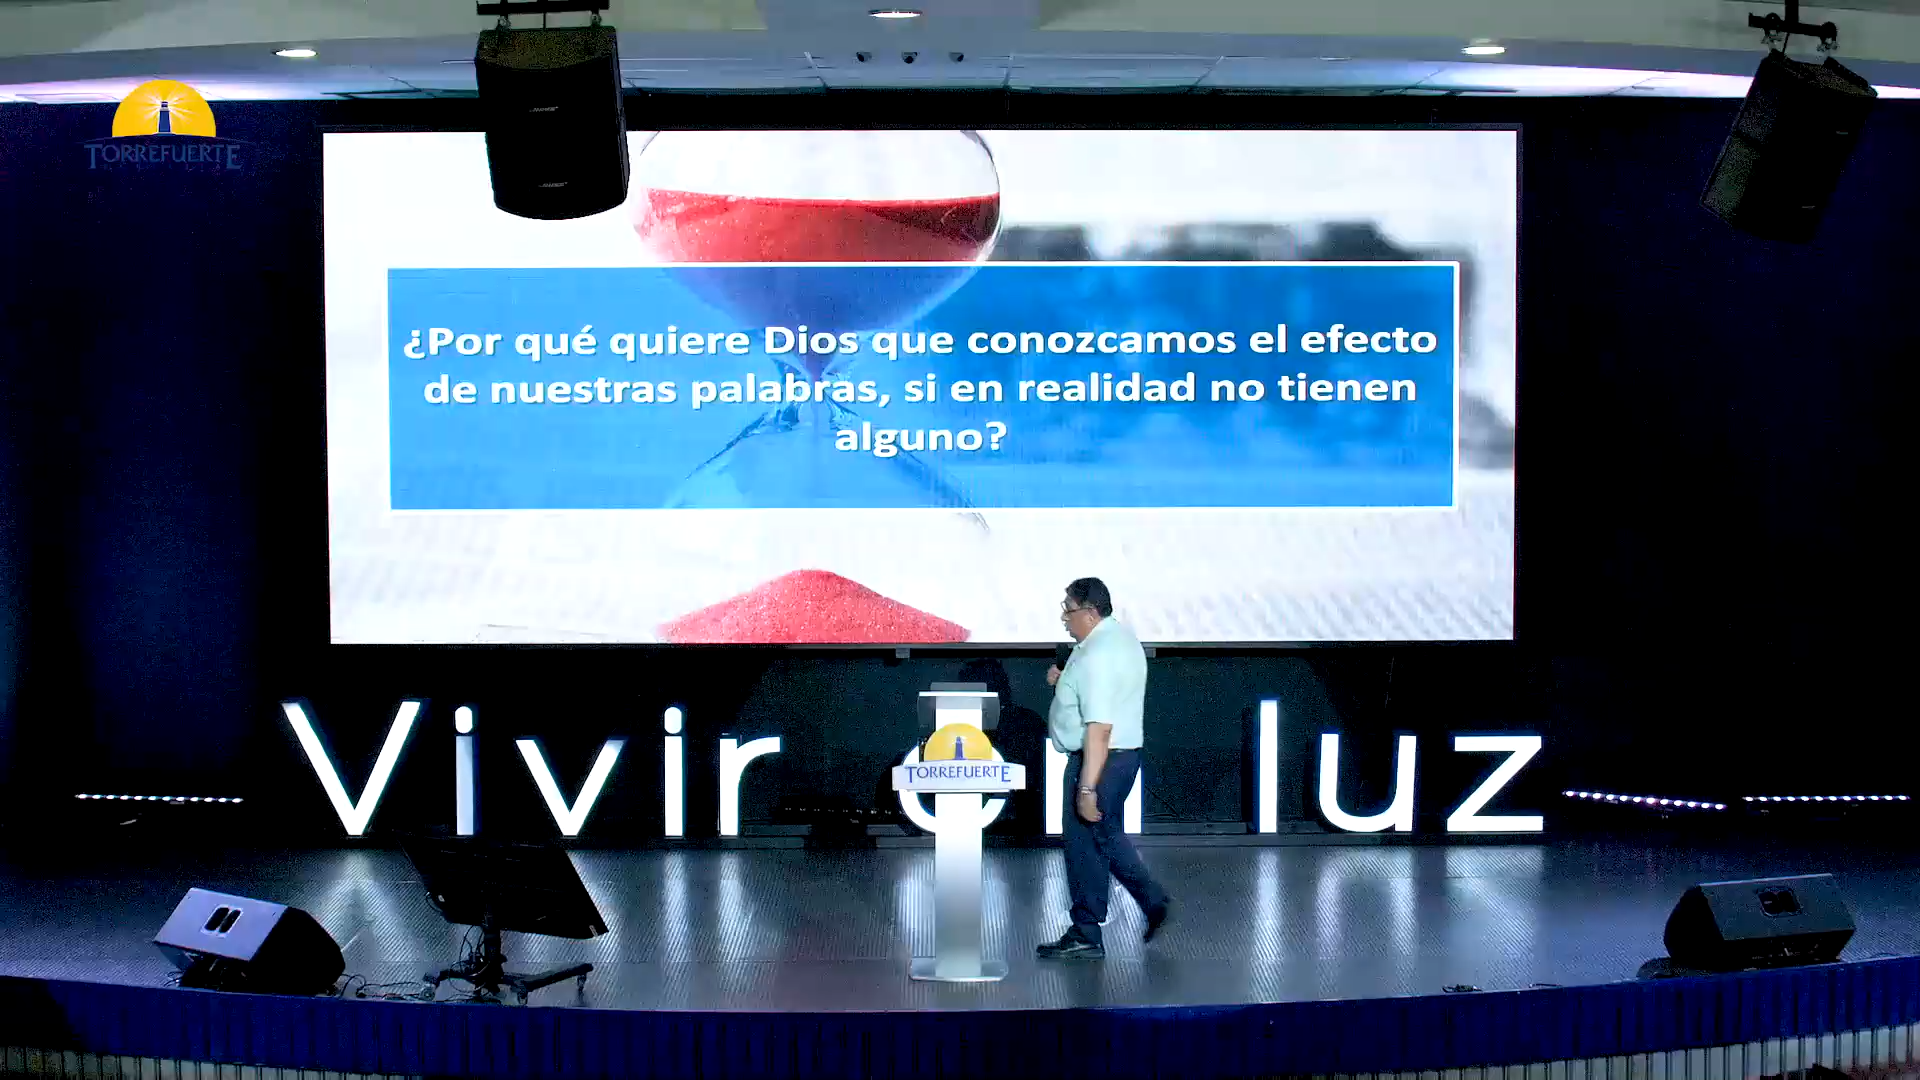 TORREFUERTE
¿Por qué quiere Dios que conozcamos el efecto
de nuestras palabras, si en realidad no tienen
alguno?
Vivir en luz
TORREFUERTE